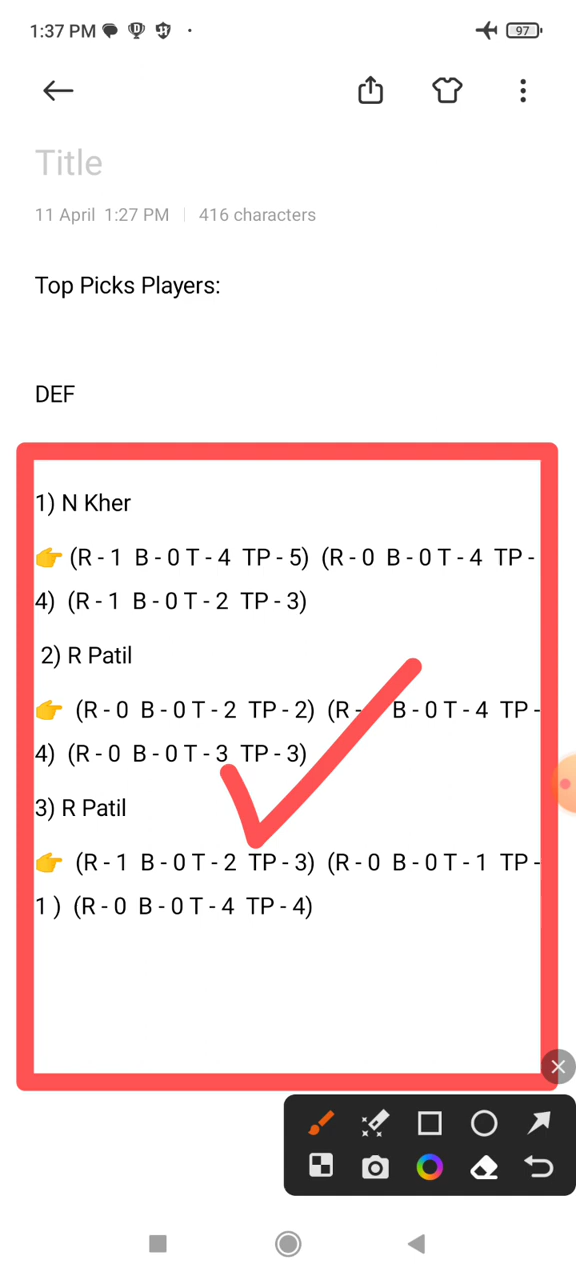 1:37 PM
97
Title
11 April 1:27 PM | 416 characters
Top Picks Players:
DEF
1) N Kher
👉 (R - 1 B - 0 T - 4 TP - 5) (R - 0 B - 0 T - 4 TP -
4) (R - 1 B - 0 T - 2 TP - 3)
2) R Patil
👉 (R - 0 B - 0 T - 2 TP - 2) (R - B - 0 T - 4 TP -
4) (R - 0 B - 0 T - 3 TP - 3)
3) R Patil
👉 (R - 1 B - 0 T - 2 TP - 3) (R - 0 B - 0 T - 1 TP -
1 ) (R - 0 B - 0 T - 4 TP - 4)